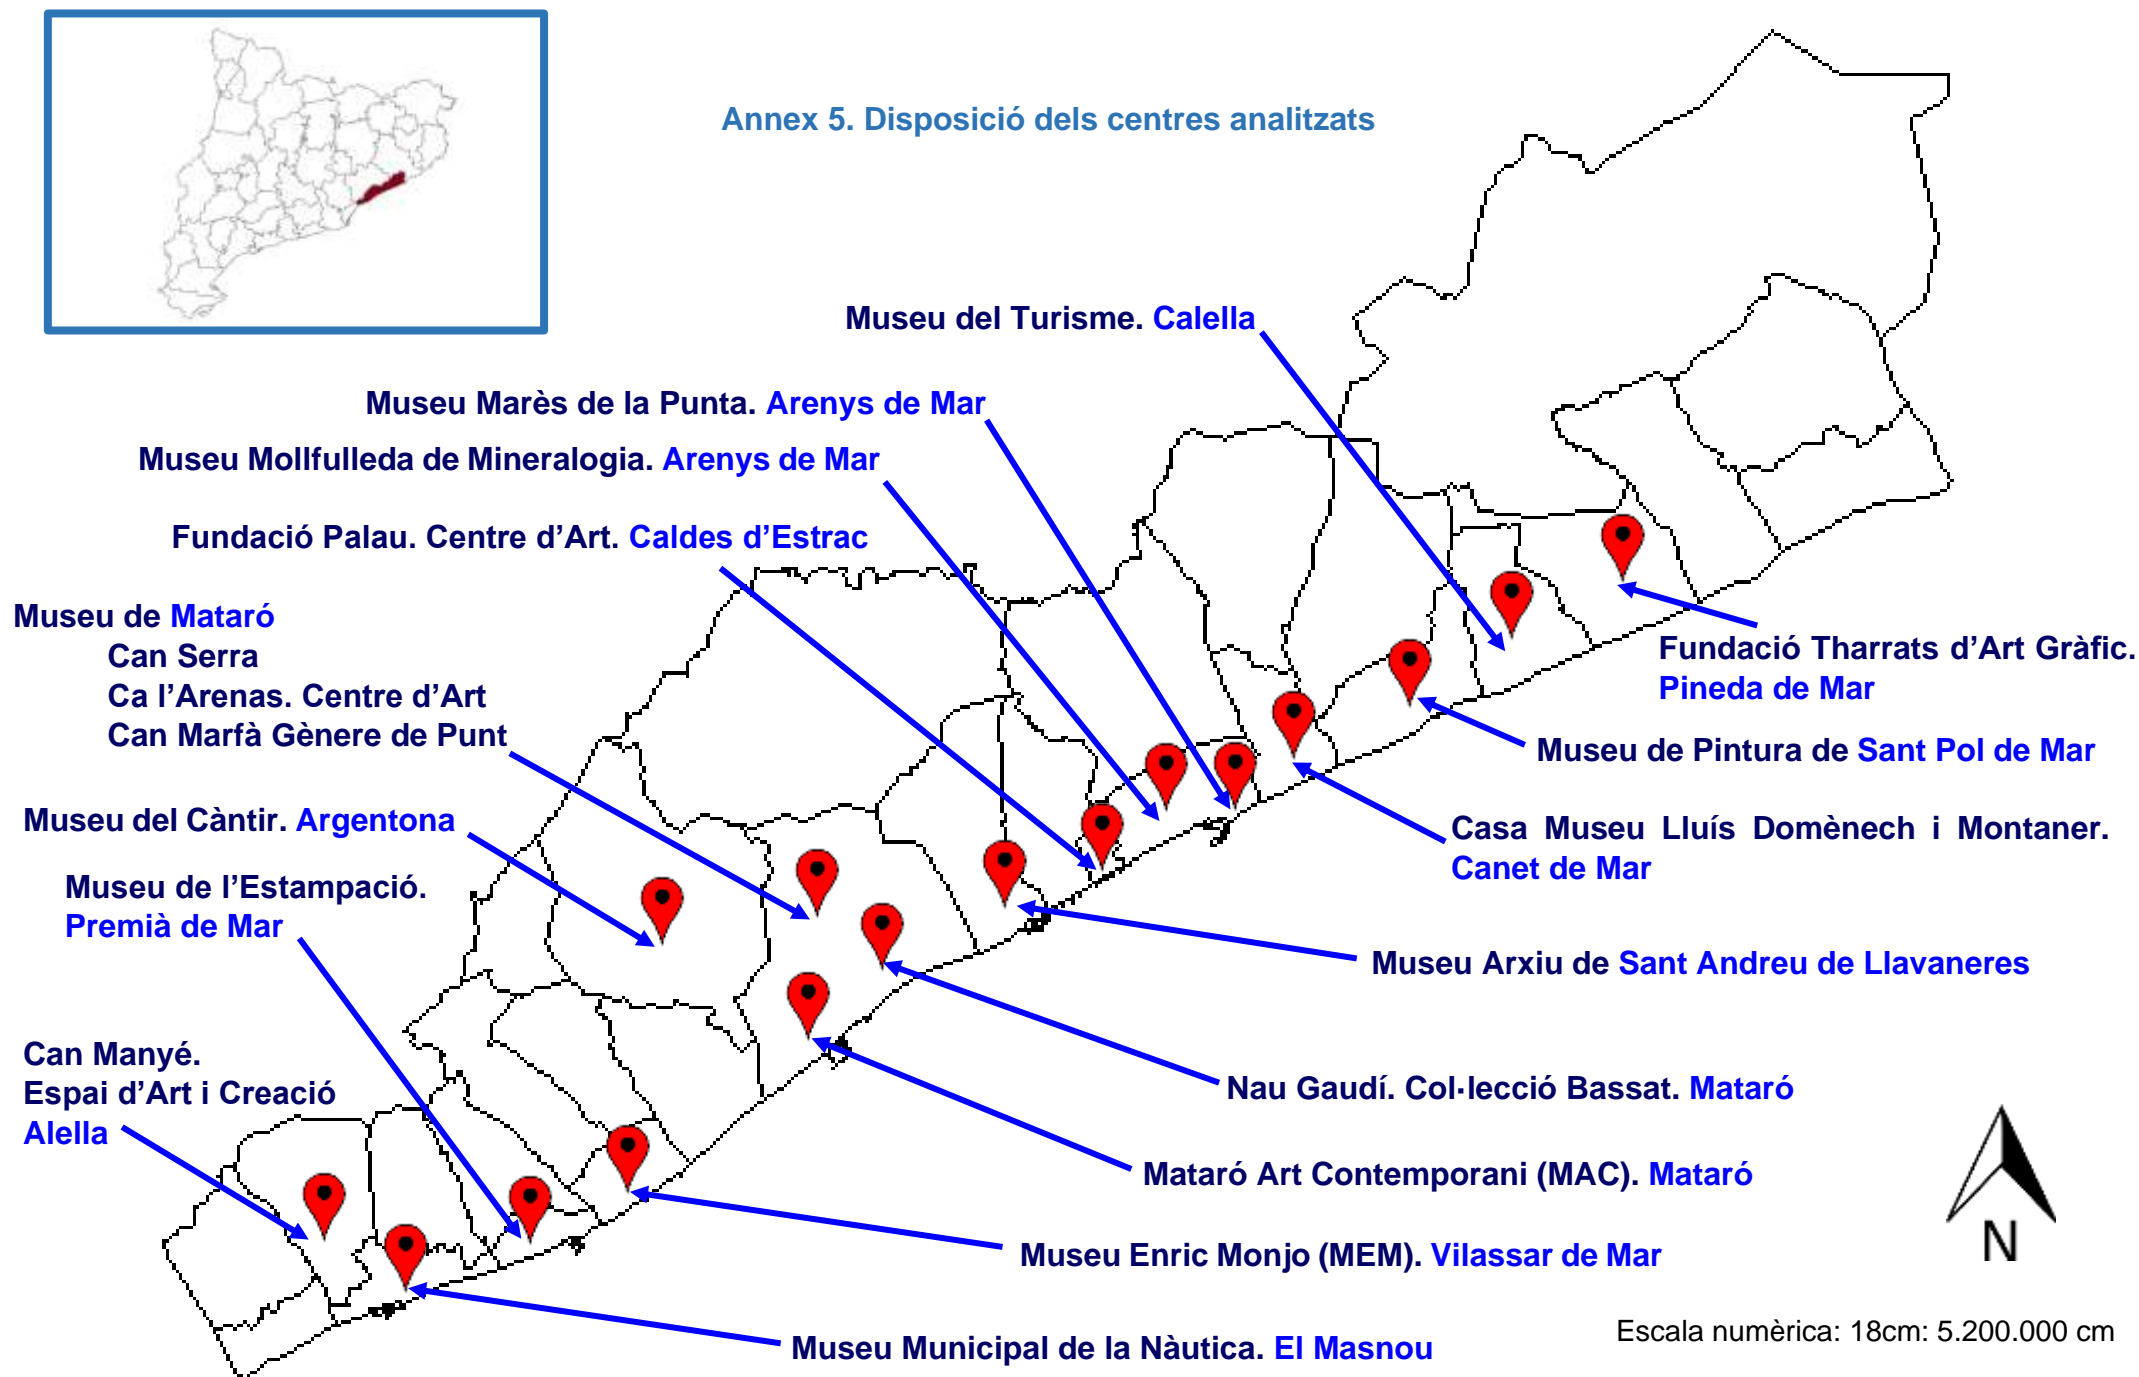 Annex 5. Disposició dels centres analitzats
Museu del Turisme. Calella
Museu Marès de la Punta. Arenys de Mar
Museu Mollfulleda de Mineralogia. Arenys de Mar
Fundació Palau. Centre d’Art. Caldes d’Estrac
Museu de Mataró
Can Serra
Ca l’Arenas. Centre d’Art
Can Marfà Gènere de Punt
Museu del Càntir. Argentona
Museu de l’Estampació.
Premià de Mar
Can Manyé.
Espai d’Art i Creació
Alella
Fundació Tharrats d’Art Gràfic.
Pineda de Mar
Museu de Pintura de Sant Pol de Mar
Casa Museu Lluís Domènech i Montaner.
Canet de Mar
Museu Arxiu de Sant Andreu de Llavaneres
Nau Gaudí. Col·lecció Bassat. Mataró
Mataró Art Contemporani (MAC). Mataró
Museu Enric Monjo (MEM). Vilassar de Mar
Museu Municipal de la Nàutica. El Masnou
N
Escala numèrica: 18cm: 5.200.000 cm